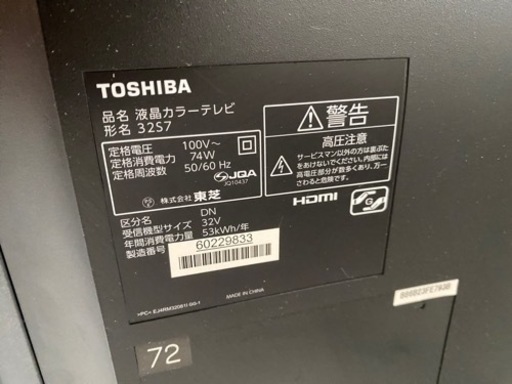 TOSHIBA
品名 液晶カラーテレビ
形名 32S7
定格電圧 100V～
定格消費電力 74W
定格周波数 50/60 Hz
JQA
JQ10437
株式会社 東芝
区分名 DN
受信機型サイズ 32V
年間消費電力量 53kWh/年
製造番号 60229833
警告
高圧注意
サービスマン以外の方は裏ぶた
をあけないでください。内部には
高電圧部分が数多くあり、万一
さわると危険です。
HDMI
G
MADE IN CHINA
72